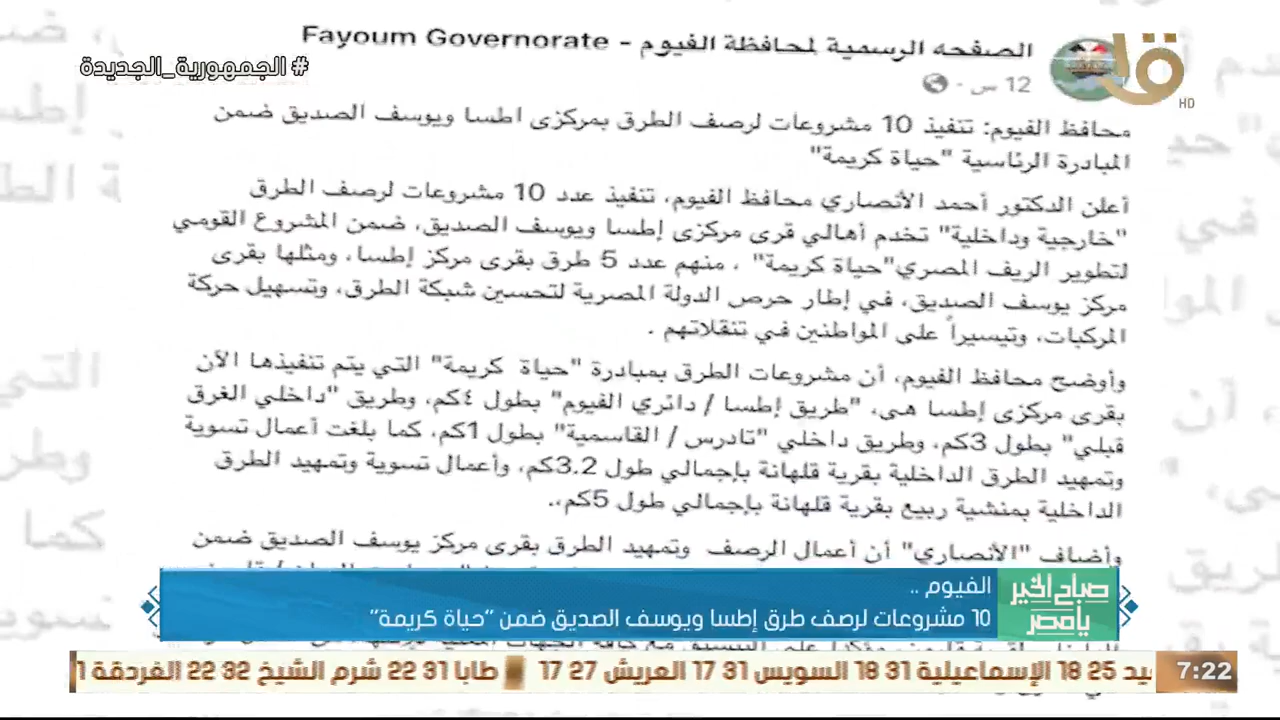 الصفحه الرسمية لمحافظة الفيوم - Fayoum Governorate
#الجمهورية_الجديدة
12 س ·
HD
محافظ الفيوم: تنفيذ 10 مشروعات لرصف الطرق بمركزى اطسا ويوسف الصديق ضمن
المبادرة الرئاسية "حياة كريمة"
أعلن الدكتور أحمد الأنصاري محافظ الفيوم، تنفيذ عدد 10 مشروعات لرصف الطرق
"خارجية وداخلية" تخدم أهالي قرى مركزى إطسا ويوسف الصديق، ضمن المشروع القومي
لتطوير الريف المصري"حياة كريمة" ، منهم عدد 5 طرق بقرى مركز إطسا، ومثلها بقرى
مركز يوسف الصديق، في إطار حرص الدولة المصرية لتحسين شبكة الطرق، وتسهيل حركة
المركبات، وتيسيراً على المواطنين في تنقلاتهم .
وأوضح محافظ الفيوم، أن مشروعات الطرق بمبادرة "حياة كريمة" التي يتم تنفيذها الآن
بقرى مركزى إطسا هى، "طريق إطسا / دائري الفيوم" بطول ٤كم، وطريق "داخلي الغرق
قبلي" بطول 3كم، وطريق داخلي "تادرس / القاسمية" بطول 1كم، كما بلغت أعمال تسوية
وتمهيد الطرق الداخلية بقرية قلهانة بإجمالي طول 3.2كم، وأعمال تسوية وتمهيد الطرق
الداخلية بمنشية ربيع بقرية قلهانة بإجمالي طول 5كم،.
وأضاف "الأنصاري" أن أعمال الرصف وتمهيد الطرق بقرى مركز يوسف الصديق ضمن
صباح الخير يا مصر
الفيوم ..
10 مشروعات لرصف طرق إطسا ويوسف الصديق ضمن "حياة كريمة"
يد 25 18 الإسماعيلية 31 18 السويس 31 17 العريش 27 17 طابا 31 22 شرم الشيخ 32 22 الغردقة
7:22